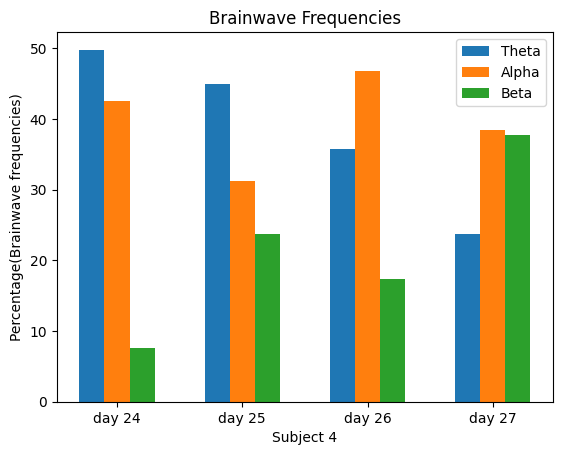 Brainwave Frequencies
Theta
Alpha
Beta
Percentage(Brainwave frequencies)
50
40
30
20
10
0
day 24 day 25 day 26 day 27
Subject 4